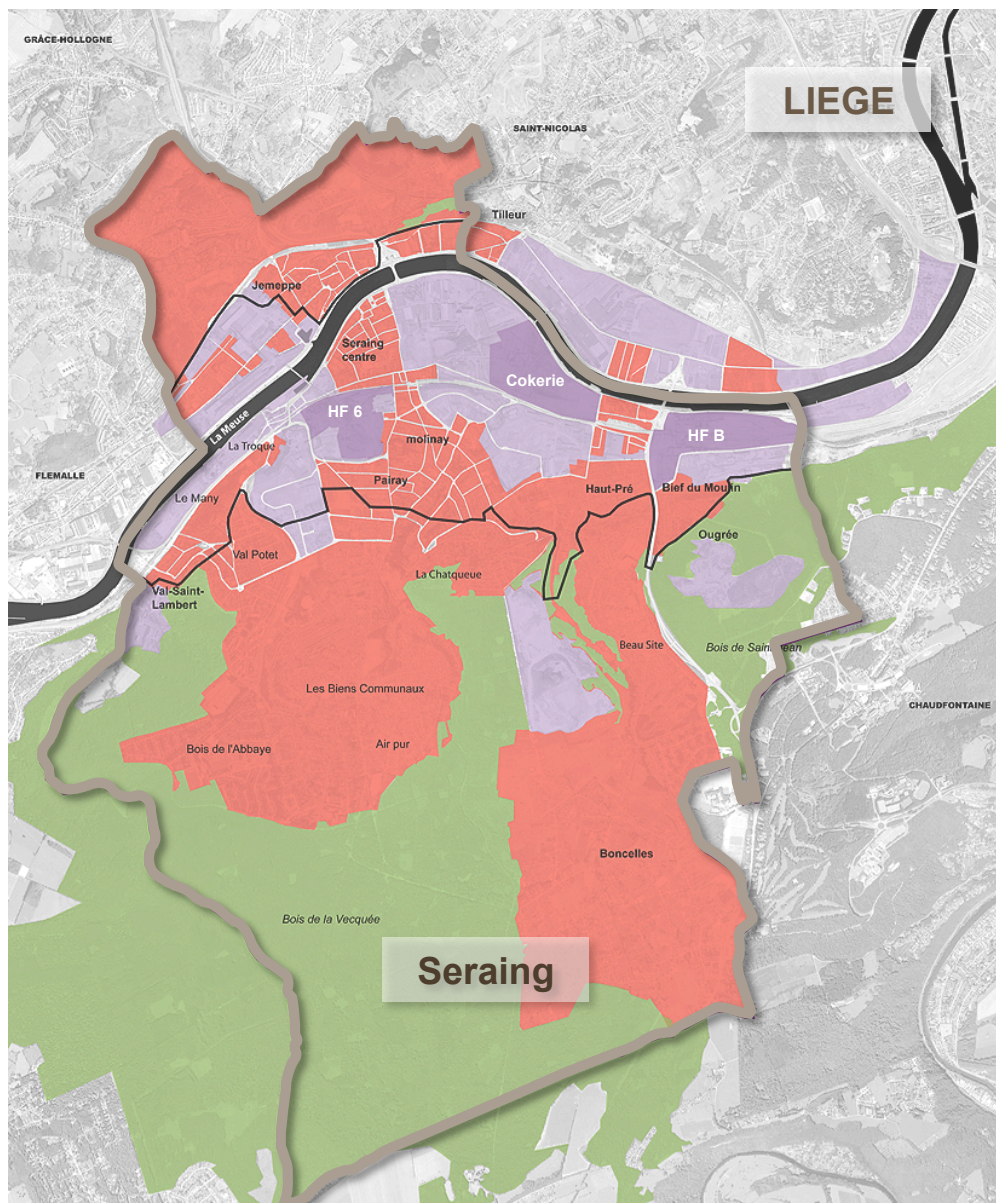 GRÂCE-HOLLOGNE
LIEGE
SAINT-NICOLAS
Tilleur
Jemeppe
Seraing
centre
Cokerie
HF 6
La Meuse
HF B
molinay
La Troque
FLEMALLE
Pairay
Haut-Pré
Bief du Moulin
Le Many
Ougrée
Val Potet
La Chatqueue
Val-Saint-
Lambert
Beau Site
Bois de Saint Jean
Les Biens Communaux
CHAUDFONTAINE
Bois de l'Abbaye
Air pur
Boncelles
Bois de la Vecquée
Seraing